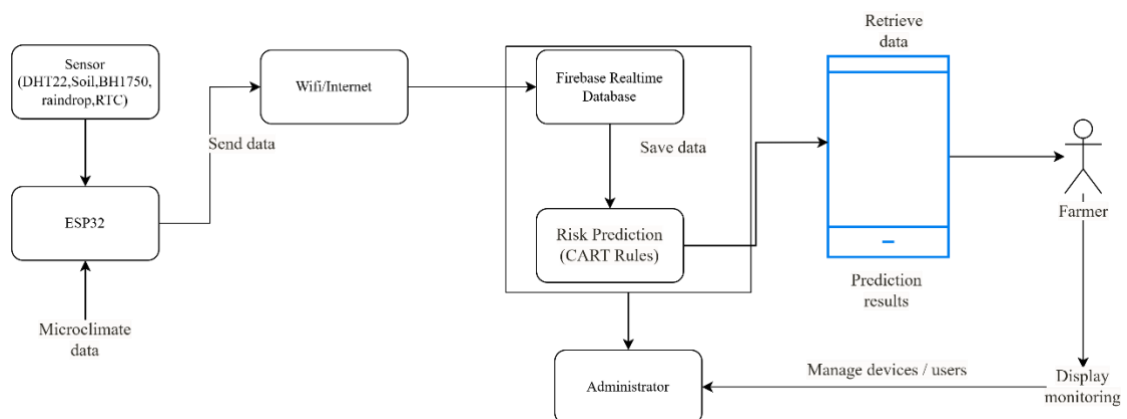 Sensor
(DHT22,Soil,BH1750,
raindrop,RTC)
Wifi/Internet
Firebase Realtime
Database
Retrieve
data
Send data
Save data
ESP32
Risk Prediction
(CART Rules)
Farmer
Microclimate
data
Prediction
results
Administrator
Manage devices / users
Display
monitoring